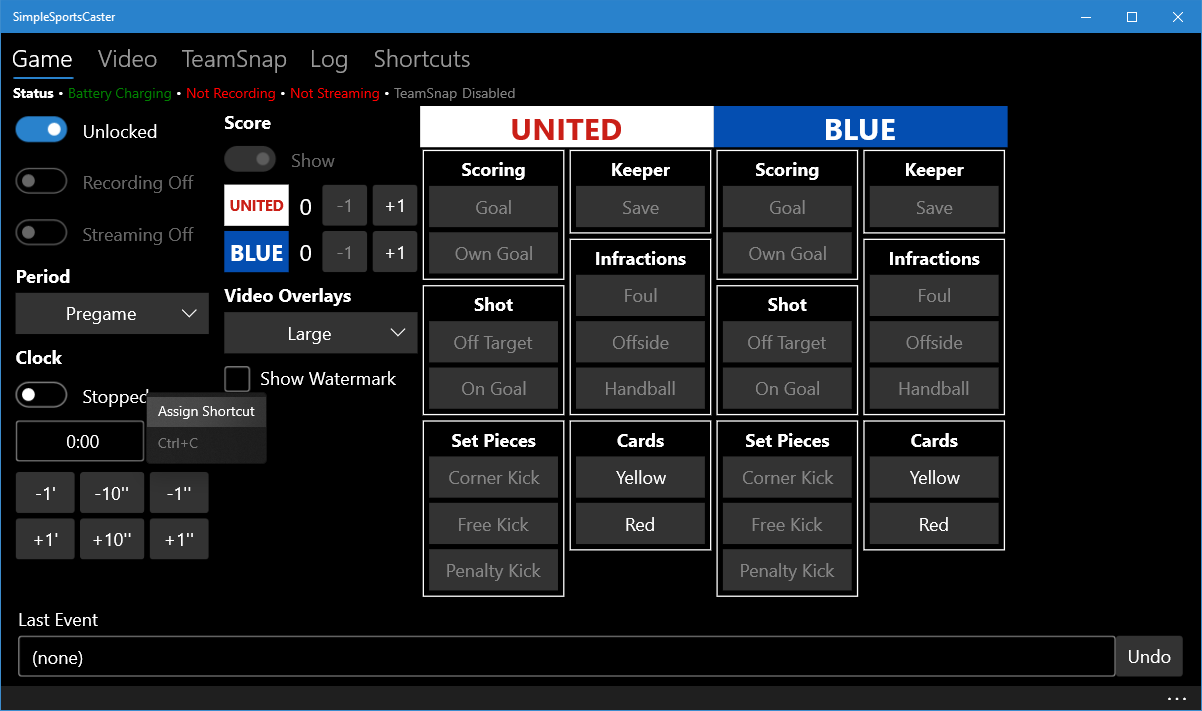 SimpleSportsCaster
Game Video TeamSnap Log Shortcuts
Status • Battery Charging • Not Recording • Not Streaming • TeamSnap Disabled
Unlocked
Recording Off
Streaming Off
Period
Pregame
Clock
Stopped
Assign Shortcut
Ctrl+C
0:00
-1' -10'' -1''
+1' +10'' +1''
Score
Show
UNITED 0 -1 +1
BLUE 0 -1 +1
Video Overlays
Large
Show Watermark
UNITED
Scoring
Goal
Own Goal
Shot
Off Target
On Goal
Set Pieces
Corner Kick
Free Kick
Penalty Kick
Keeper
Save
Infractions
Foul
Offside
Handball
Cards
Yellow
Red
BLUE
Scoring
Goal
Own Goal
Shot
Off Target
On Goal
Set Pieces
Corner Kick
Free Kick
Penalty Kick
Keeper
Save
Infractions
Foul
Offside
Handball
Cards
Yellow
Red
Last Event
(none)
Undo